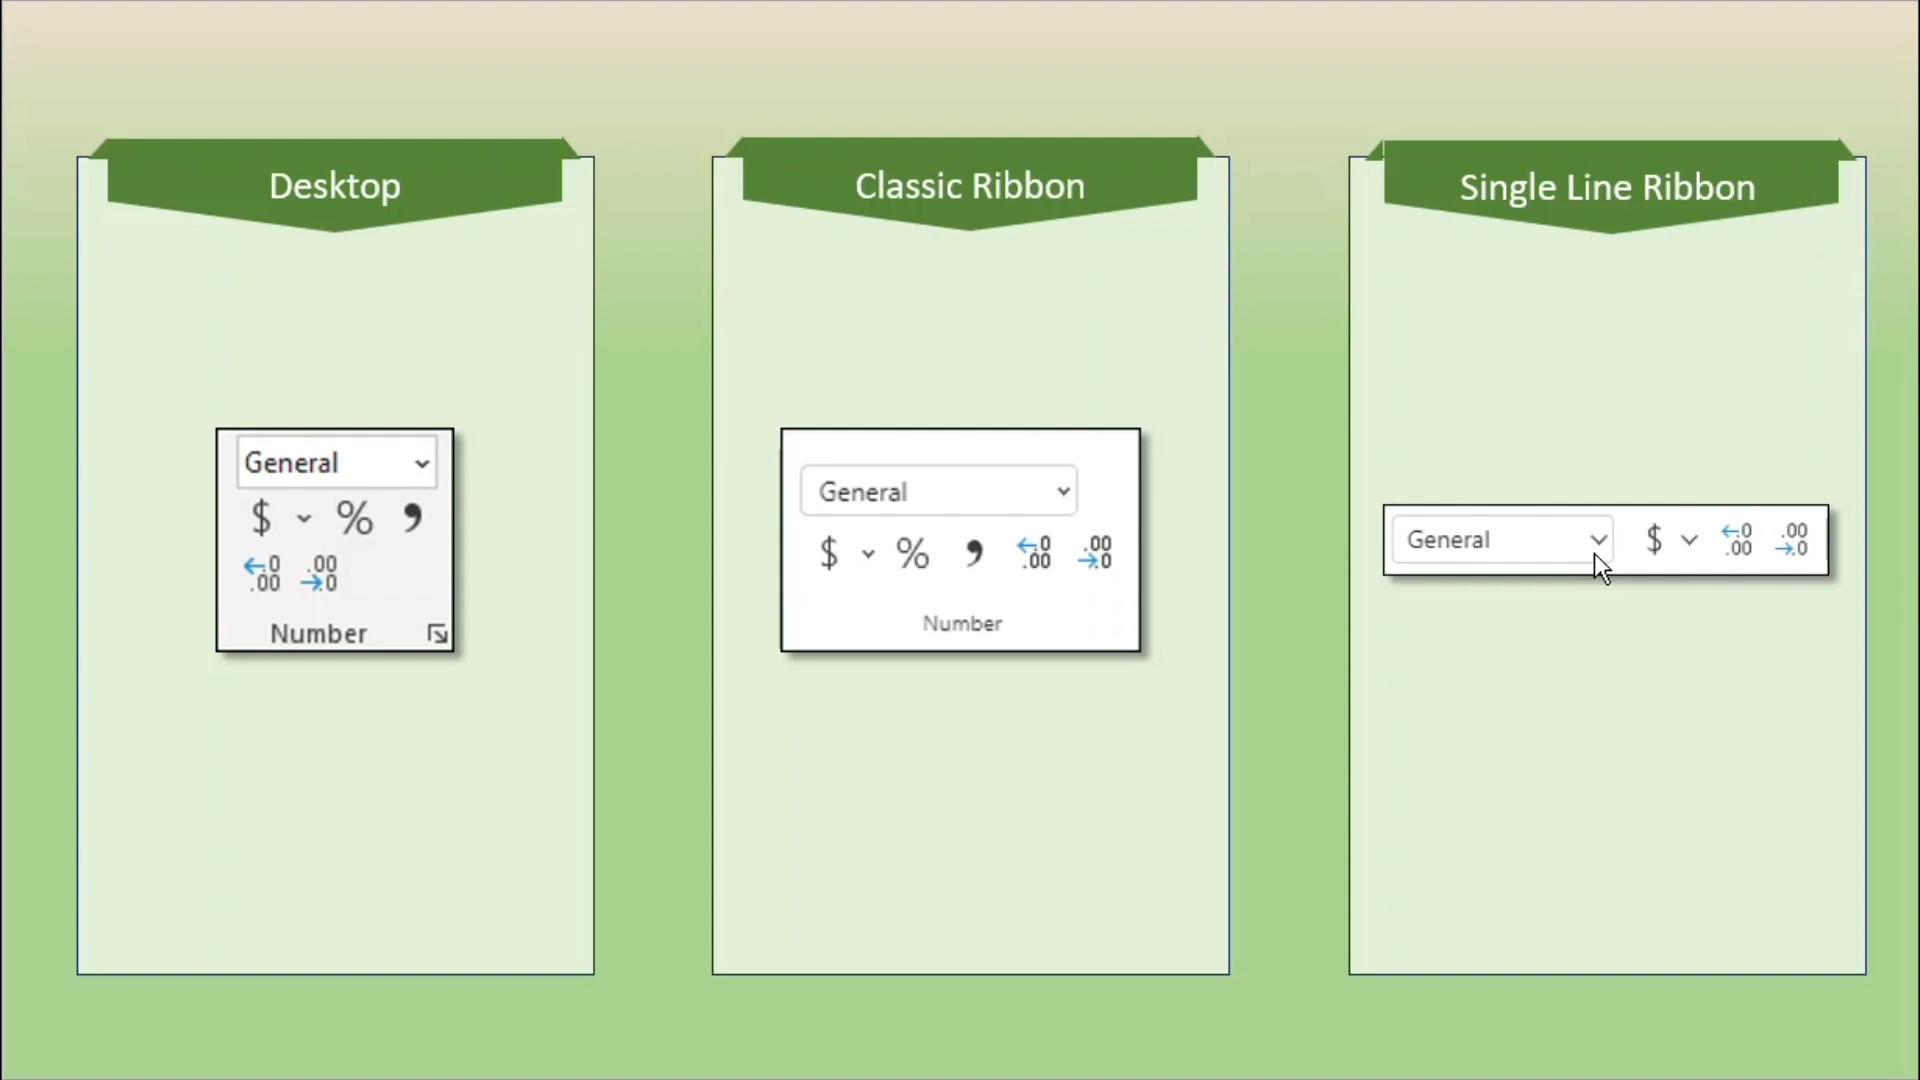 Desktop
General
$ % ,
.0 .00 .00 .0
Number
Classic Ribbon
General
$ % , .0 .00 .00 .0
Number
Single Line Ribbon
General $ .0 .00 .00 .0